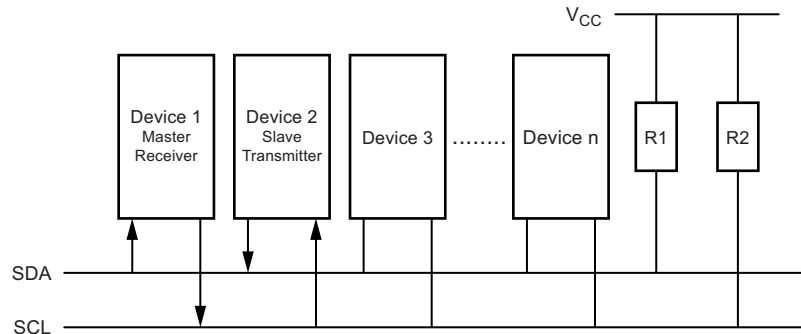 VCC
Device 1
Master
Receiver
Device 2
Slave
Transmitter
Device 3
........
Device n
R1
R2
SDA
SCL